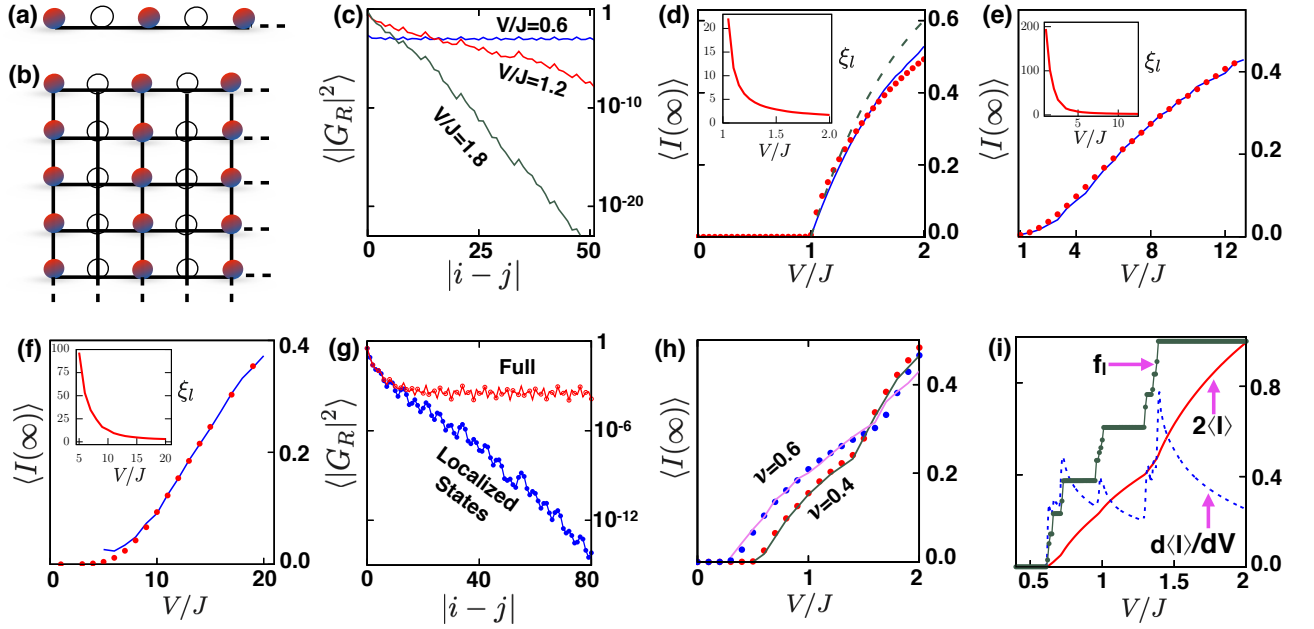 (a)
(b)
(c)
⟨|G_R|^2⟩
V/J=0.6
V/J=1.2
V/J=1.8
1
10^-10
10^-20
0 25 50
|i − j|
(d)
⟨I(∞)⟩
25
20
15
10
5
0
1.0 1.5 2.0
V/J
ξ_l
0.6
0.4
0.2
0.0
0 1 2
V/J
(e)
⟨I(∞)⟩
200
100
0
5 10
V/J
ξ_l
0.4
0.2
0.0
1 4 8 12
V/J
(f)
⟨I(∞)⟩
100
75
50
25
0
5 10 15 20
V/J
ξ_l
0.4
0.2
0.0
0 10 20
V/J
(g)
⟨|G_R|^2⟩
Full
Localized
States
1
10^-6
10^-12
0 40 80
|i − j|
(h)
⟨I(∞)⟩
ν=0.6
ν=0.4
0.4
0.2
0.0
0 1 2
V/J
(i)
f_l
2⟨I⟩
d⟨I⟩/dV
0.8
0.4
0
0.5 1 1.5 2
V/J